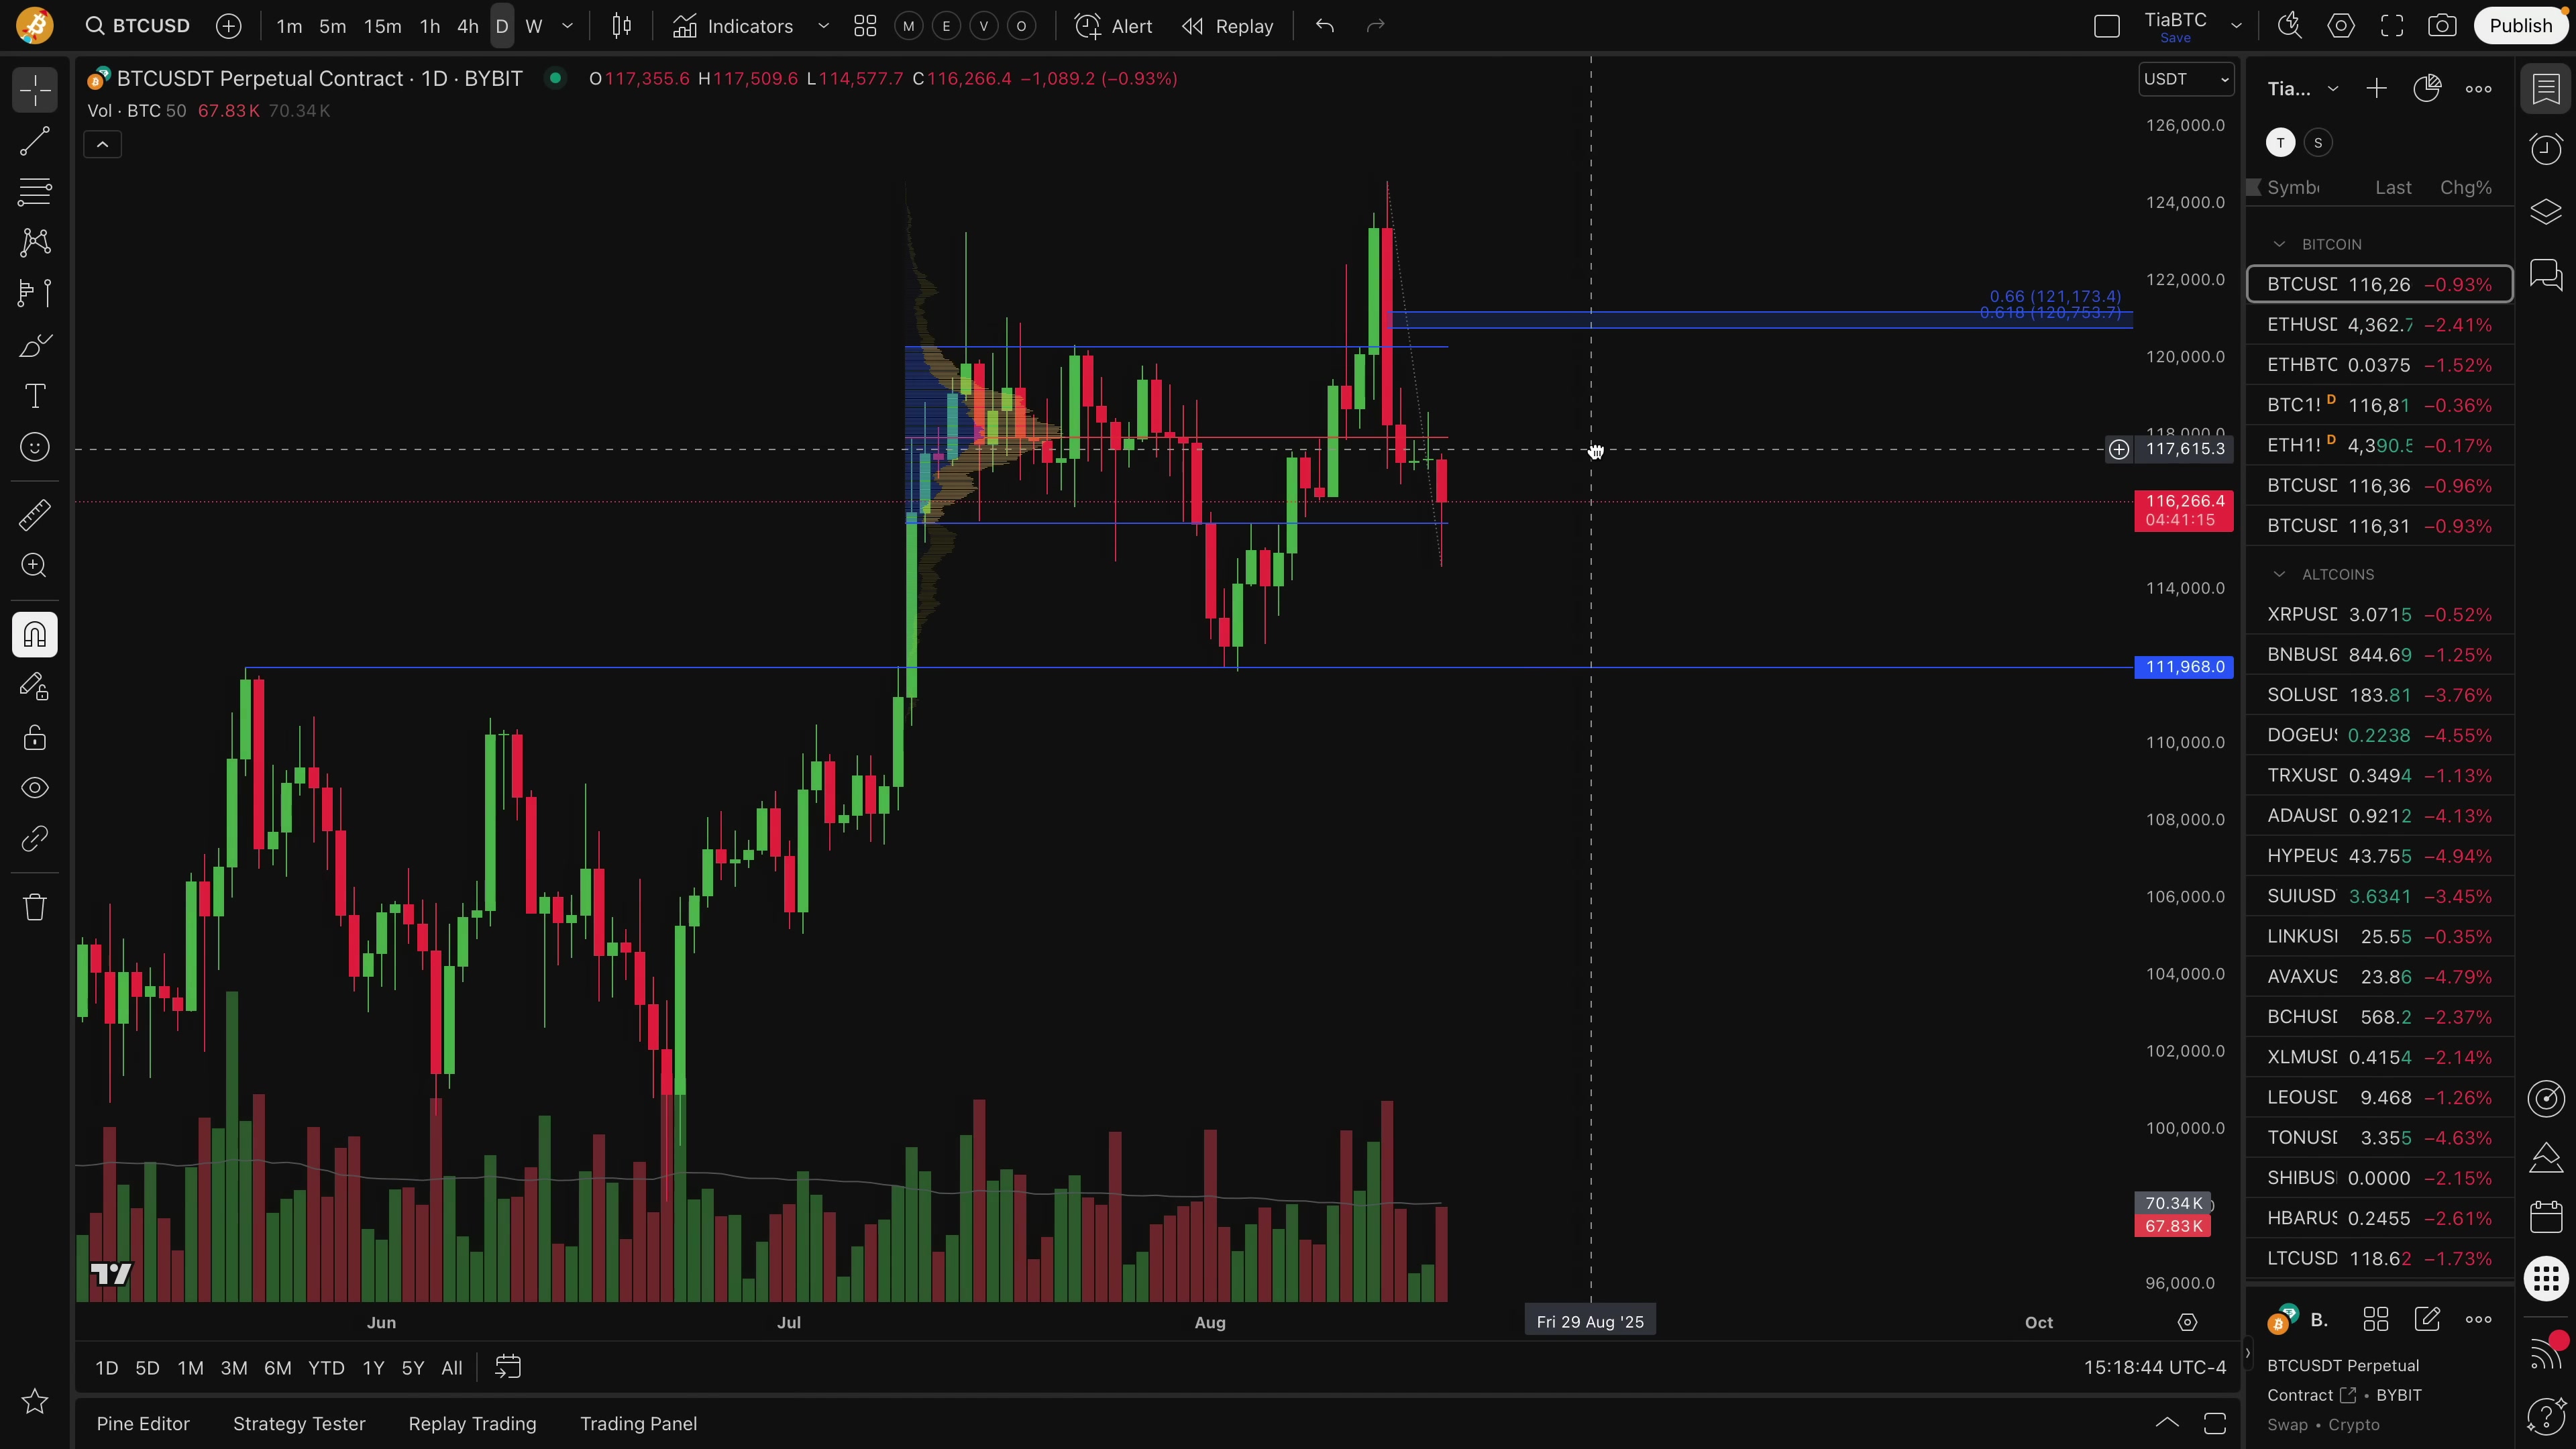 BTCUSD 1m 5m 15m 1h 4h D W Indicators M E V O Alert Replay TiaBTC Save Publish
BTCUSDT Perpetual Contract · 1D · BYBIT O117,355.6 H117,509.6 L114,577.7 C116,266.4 −1,089.2 (−0.93%)
Vol · BTC 50 67.83 K 70.34 K
USDT
126,000.0
124,000.0
122,000.0
0.66 (121,173.4)
0.618 (120,753.7)
120,000.0
118,000.0
117,615.3
116,266.4
04:41:15
114,000.0
111,968.0
110,000.0
108,000.0
106,000.0
104,000.0
102,000.0
100,000.0
70.34 K
67.83 K
96,000.0
Jun Jul Aug Fri 29 Aug '25 Oct
1D 5D 1M 3M 6M YTD 1Y 5Y All 15:18:44 UTC-4
Pine Editor Strategy Tester Replay Trading Trading Panel
Tia...
T S
Symb Last Chg%
BITCOIN
BTCUSD 116,26 −0.93%
ETHUSD 4,362.7 −2.41%
ETHBTC 0.0375 −1.52%
BTC1! D 116,81 −0.36%
ETH1! D 4,390.5 −0.17%
BTCUSD 116,36 −0.96%
BTCUSD 116,31 −0.93%
ALTCOINS
XRPUSD 3.0715 −0.52%
BNBUSD 844.69 −1.25%
SOLUSD 183.81 −3.76%
DOGEUS 0.2238 −4.55%
TRXUSD 0.3494 −1.13%
ADAUSD 0.9212 −4.13%
HYPEUS 43.755 −4.94%
SUIUSD 3.6341 −3.45%
LINKUS 25.55 −0.35%
AVAXUS 23.86 −4.79%
BCHUSD 568.2 −2.37%
XLMUSD 0.4154 −2.14%
LEOUSD 9.468 −1.26%
TONUSD 3.355 −4.63%
SHIBUS 0.0000 −2.15%
HBARUS 0.2455 −2.61%
LTCUSD 118.62 −1.73%
B.
BTCUSDT Perpetual
Contract • BYBIT
Swap • Crypto